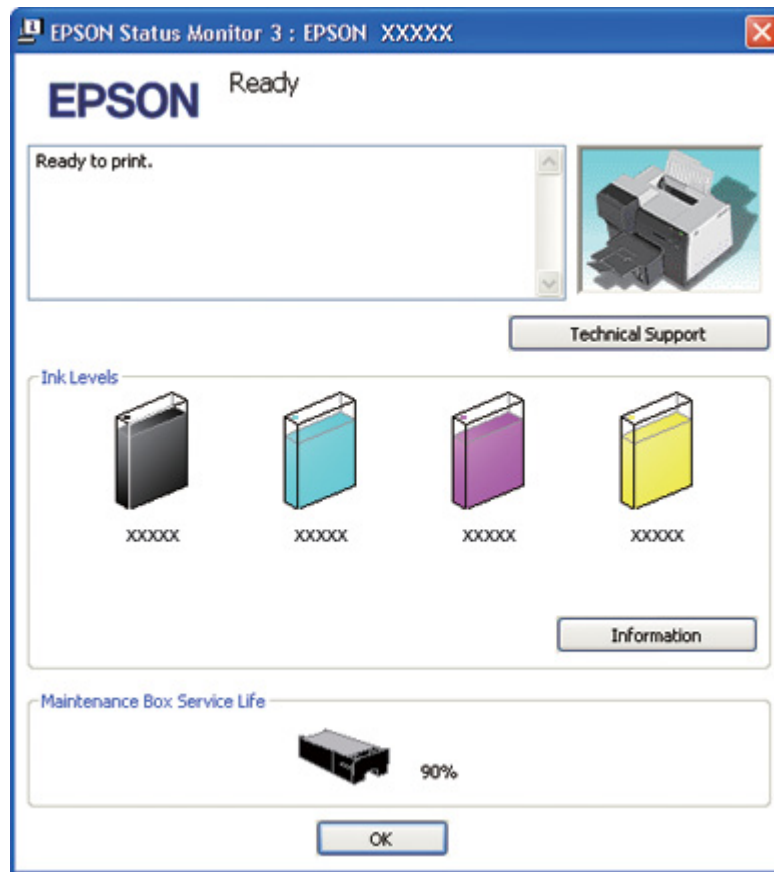 EPSON Status Monitor 3 : EPSON XXXXX
EPSON
Ready
Ready to print.
Technical Support
Ink Levels
XXXXX XXXXX XXXXX XXXXX
Information
Maintenance Box Service Life
90%
OK